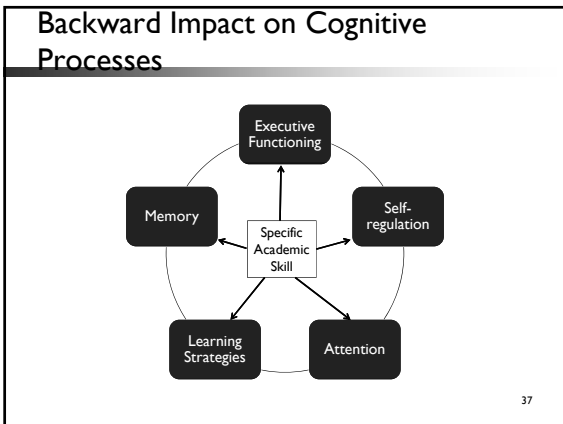 Backward Impact on Cognitive
Processes
Executive
Functioning
Memory
Self-
regulation
Specific
Academic
Skill
Learning
Strategies
Attention
37